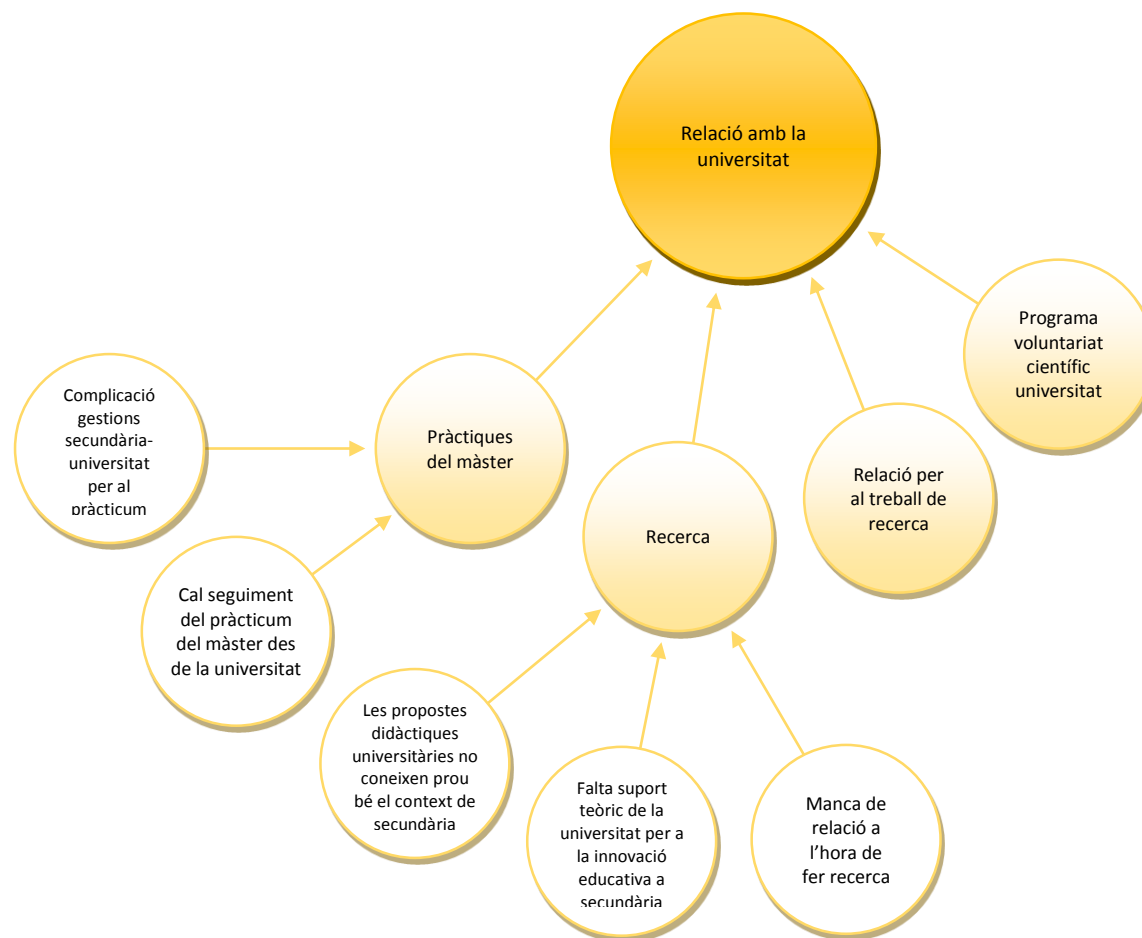 Relació amb la
universitat
Programa
voluntariat
científic
universitat
Complicació
gestions
secundària-
universitat
per al
pràcticum
Pràctiques
del màster
Relació per
al treball de
recerca
Recerca
Cal seguiment
del pràcticum
del màster des
de la universitat
Les propostes
didàctiques
universitàries no
coneixen prou
bé el context de
secundària
Falta suport
teòric de la
universitat per a
la innovació
educativa a
secundària
Manca de
relació a
l’hora de
fer recerca